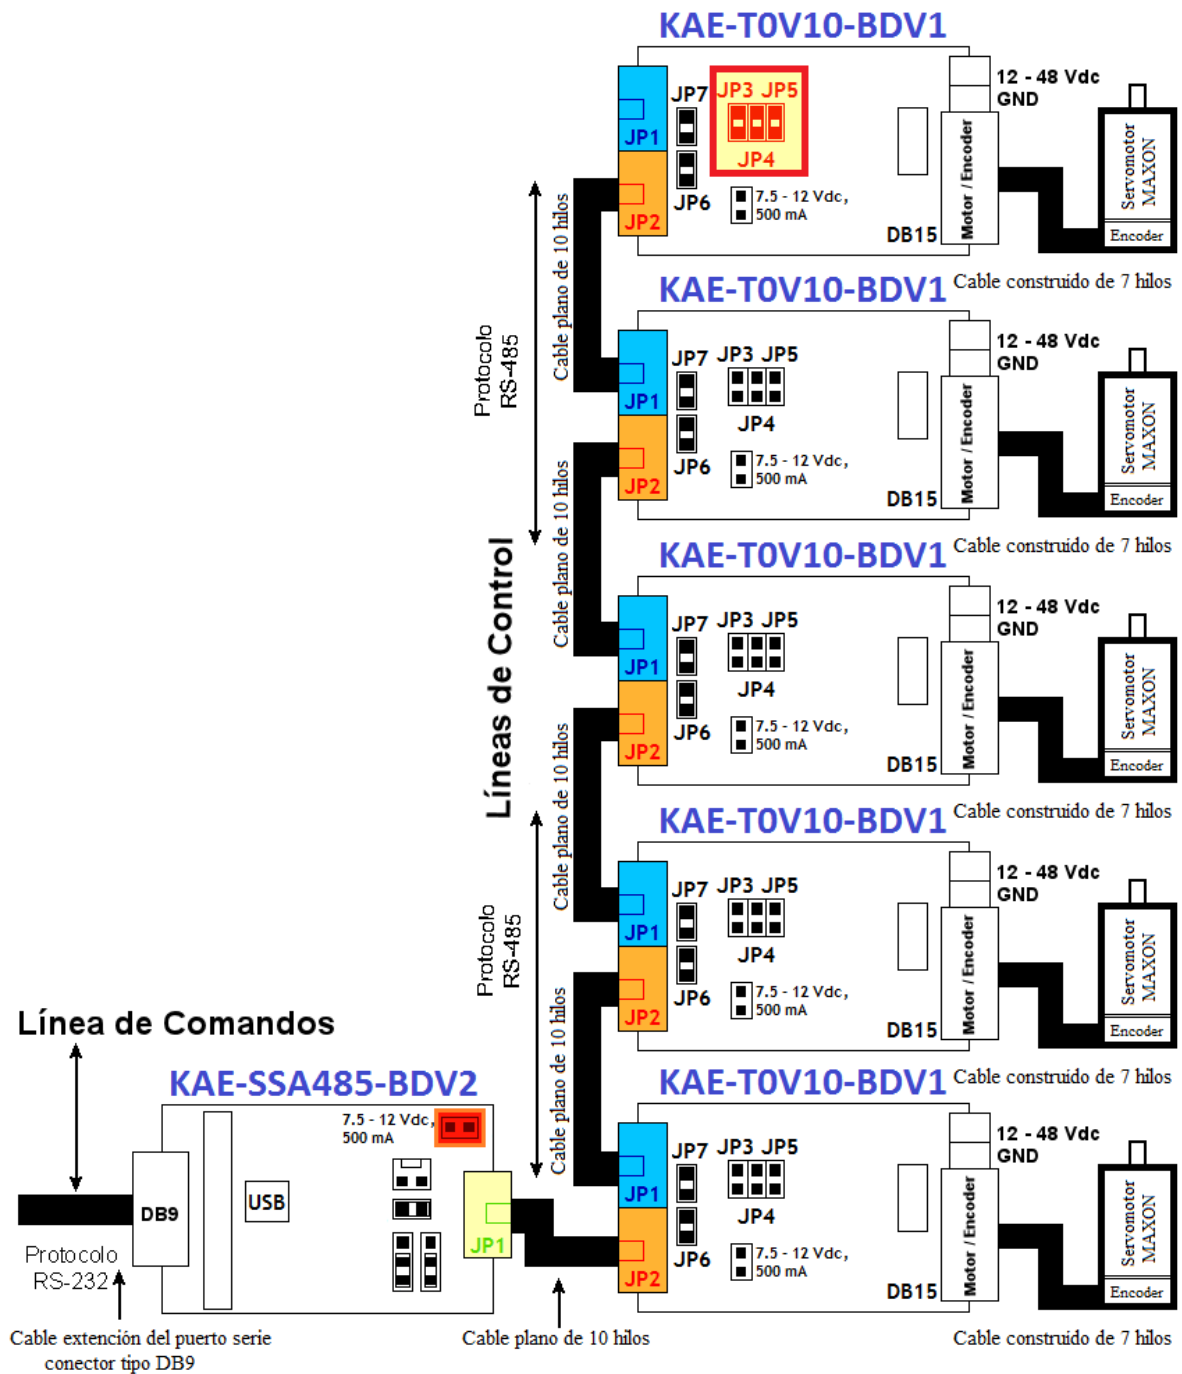 KAE-T0V10-BDV1
12 - 48 Vdc
GND
JP7
JP3 JP5
JP1
JP4
JP6
JP2
7.5 - 12 Vdc,
500 mA
DB15
Motor / Encoder
Servomotor
MAXON
Encoder
Cable construido de 7 hilos
Cable plano de 10 hilos
Protocolo
RS-485
KAE-T0V10-BDV1
12 - 48 Vdc
GND
JP7
JP3 JP5
JP1
JP4
JP6
JP2
7.5 - 12 Vdc,
500 mA
DB15
Motor / Encoder
Servomotor
MAXON
Encoder
Cable construido de 7 hilos
Cable plano de 10 hilos
Líneas de Control
KAE-T0V10-BDV1
12 - 48 Vdc
GND
JP7
JP3 JP5
JP1
JP4
JP6
JP2
7.5 - 12 Vdc,
500 mA
DB15
Motor / Encoder
Servomotor
MAXON
Encoder
Cable construido de 7 hilos
Cable plano de 10 hilos
Protocolo
RS-485
KAE-T0V10-BDV1
12 - 48 Vdc
GND
JP7
JP3 JP5
JP1
JP4
JP6
JP2
7.5 - 12 Vdc,
500 mA
DB15
Motor / Encoder
Servomotor
MAXON
Encoder
Cable construido de 7 hilos
Cable plano de 10 hilos
KAE-T0V10-BDV1
12 - 48 Vdc
GND
JP7
JP3 JP5
JP1
JP4
JP6
JP2
7.5 - 12 Vdc,
500 mA
DB15
Motor / Encoder
Servomotor
MAXON
Encoder
Cable construido de 7 hilos
Línea de Comandos
KAE-SSA485-BDV2
7.5 - 12 Vdc,
500 mA
USB
DB9
JP1
Protocolo
RS-232
Cable extención del puerto serie
conector tipo DB9
Cable plano de 10 hilos